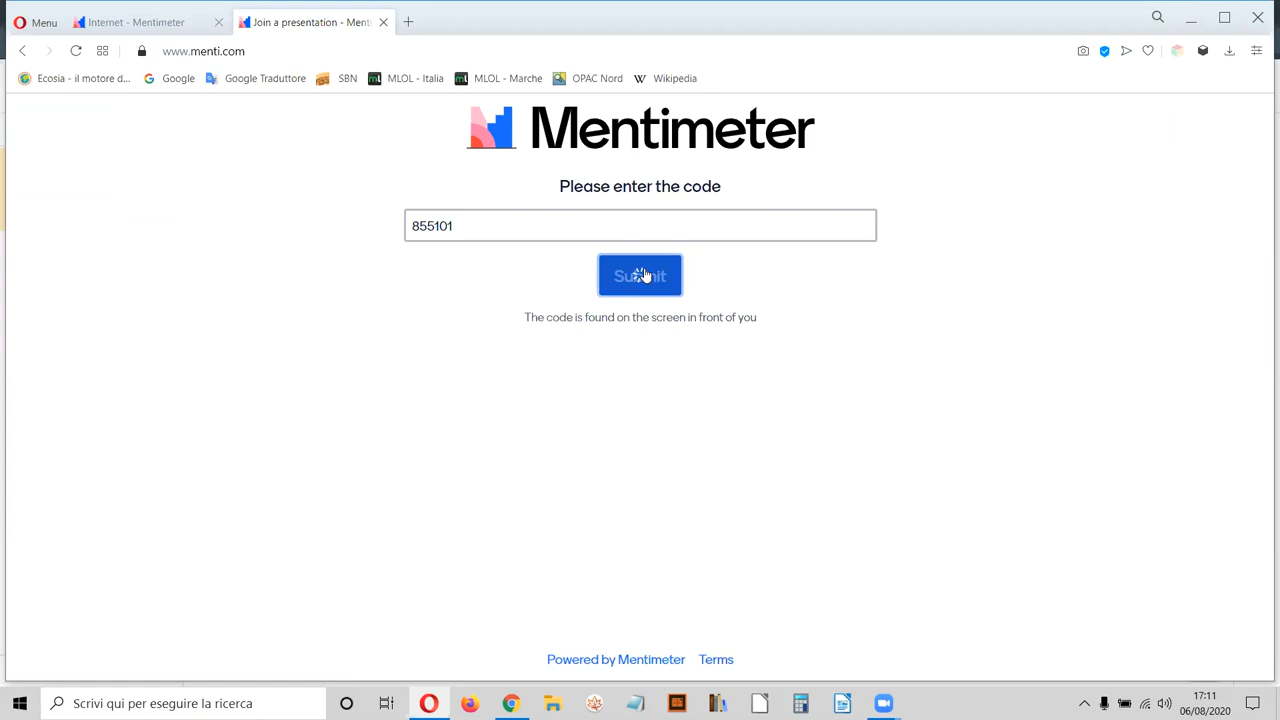 Menu
Internet - Mentimeter
Join a presentation - Menti
www.menti.com
Ecosia - il motore d...
Google
Google Traduttore
SBN
MLOL - Italia
MLOL - Marche
OPAC Nord
W Wikipedia
Mentimeter
Please enter the code
855101
Submit
The code is found on the screen in front of you
Powered by Mentimeter
Terms
Scrivi qui per eseguire la ricerca
17:11
06/08/2020